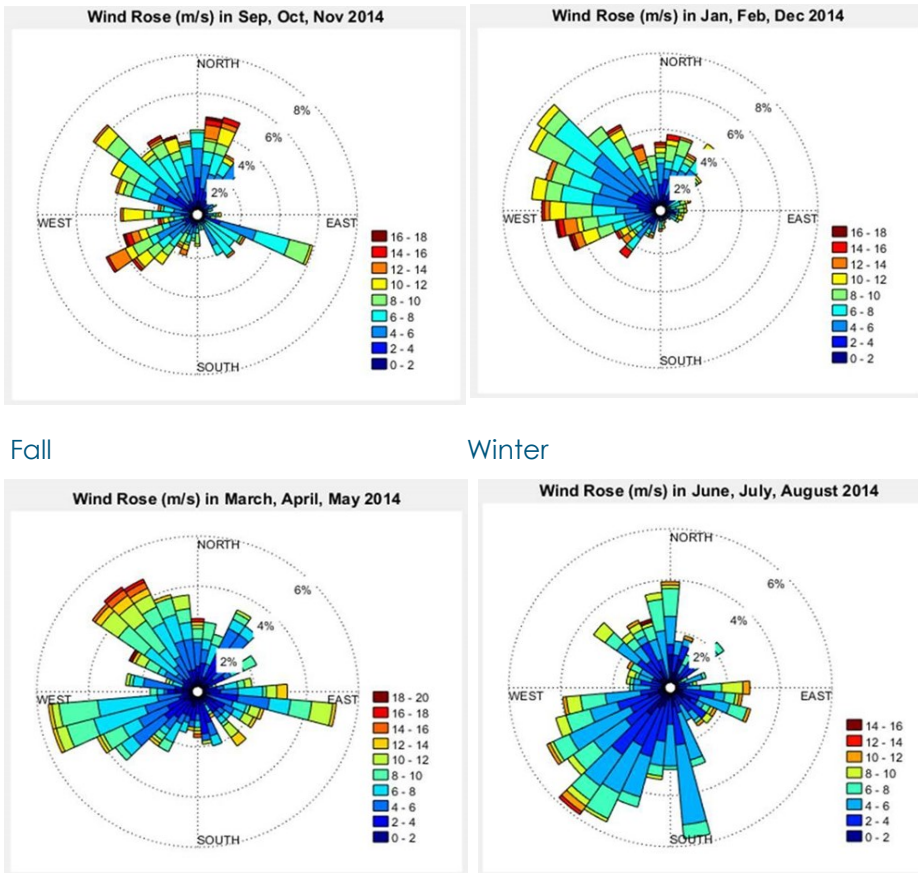 Wind Rose (m/s) in Sep, Oct, Nov 2014
NORTH
8%
6%
4%
2%
WEST
EAST
SOUTH
16 - 18
14 - 16
12 - 14
10 - 12
8 - 10
6 - 8
4 - 6
2 - 4
0 - 2
Wind Rose (m/s) in Jan, Feb, Dec 2014
NORTH
8%
6%
4%
2%
WEST
EAST
SOUTH
16 - 18
14 - 16
12 - 14
10 - 12
8 - 10
6 - 8
4 - 6
2 - 4
0 - 2
Fall
Winter
Wind Rose (m/s) in March, April, May 2014
NORTH
6%
4%
2%
WEST
EAST
SOUTH
18 - 20
16 - 18
14 - 16
12 - 14
10 - 12
8 - 10
6 - 8
4 - 6
2 - 4
0 - 2
Wind Rose (m/s) in June, July, August 2014
NORTH
6%
4%
2%
WEST
EAST
SOUTH
14 - 16
12 - 14
10 - 12
8 - 10
6 - 8
4 - 6
2 - 4
0 - 2